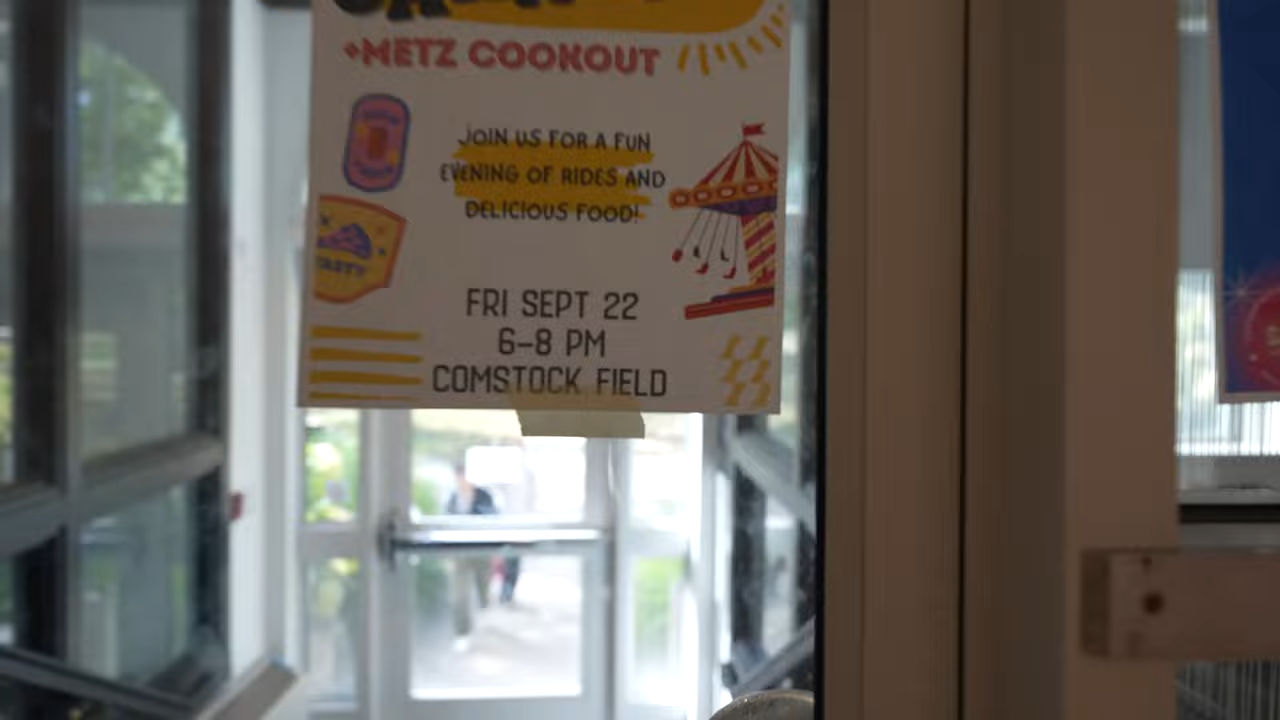 +METZ COOKOUT
JOIN US FOR A FUN
EVENING OF RIDES AND
DELICIOUS FOOD!
TASTY
FRI SEPT 22
6-8 PM
COMSTOCK FIELD